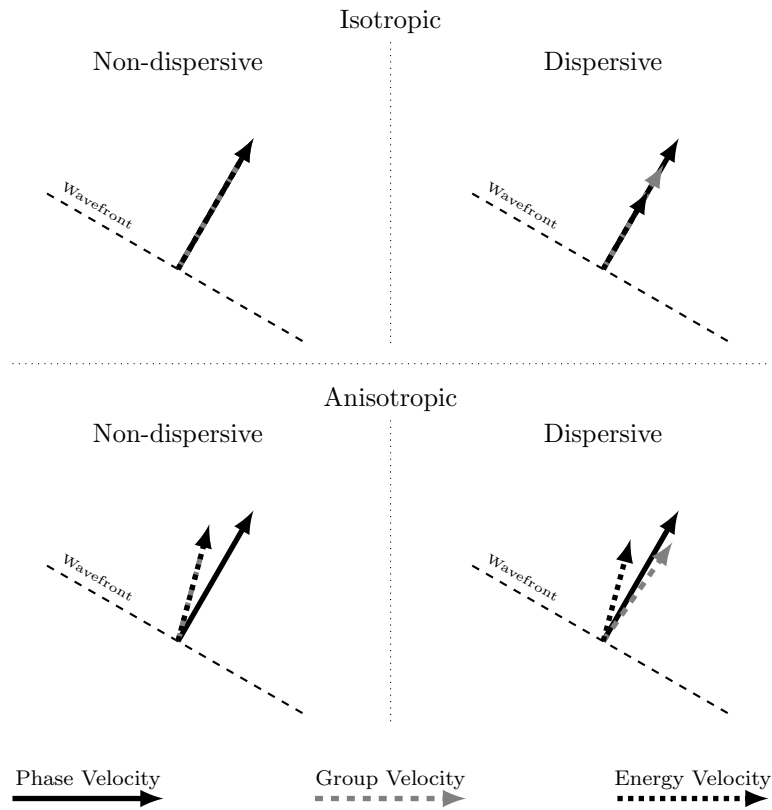 Isotropic
Non-dispersive
Dispersive
Wavefront
Wavefront
Anisotropic
Non-dispersive
Dispersive
Wavefront
Wavefront
Phase Velocity
Group Velocity
Energy Velocity